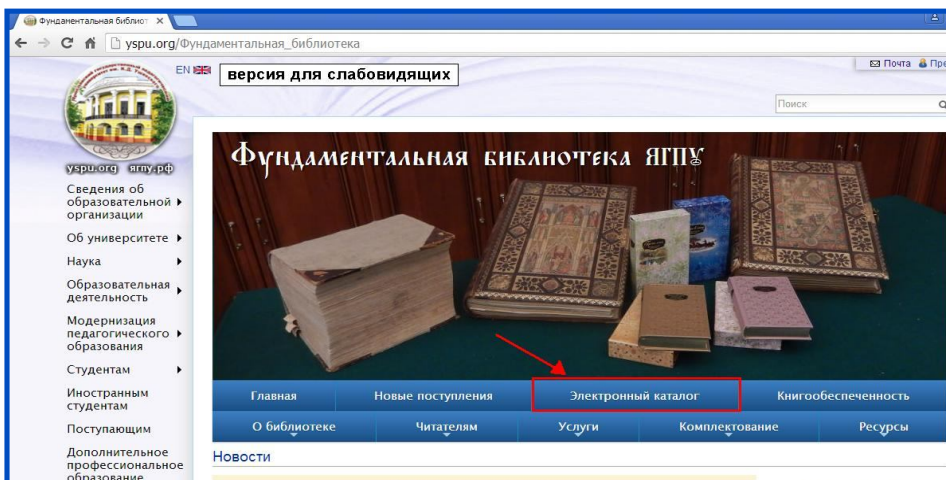 Фундаментальная библиот
yspu.org/Фундаментальная_библиотека
EN
версия для слабовидящих
Почта
Поиск
yspu.org ягпу.рф
Фундаментальная библиотека ЯГПУ
Сведения об
образовательной
организации
Об университете
Наука
Образовательная
деятельность
Модернизация
педагогического
образования
Студентам
Иностранным
студентам
Поступающим
Дополнительное
профессиональное
образование
Главная Новые поступления Электронный каталог Книгообеспеченность
О библиотеке Читателям Услуги Комплектование Ресурсы
Новости